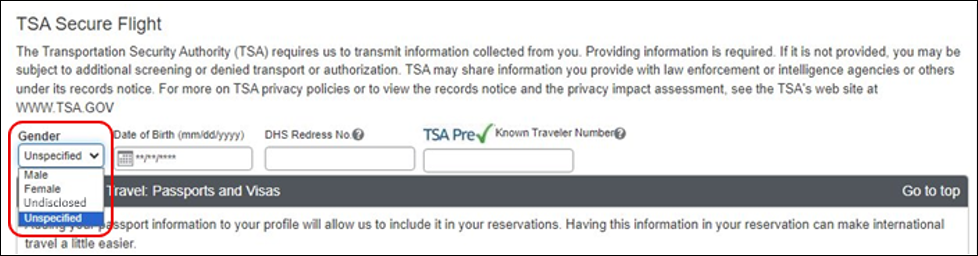 TSA Secure Flight
The Transportation Security Authority (TSA) requires us to transmit information collected from you. Providing information is required. If it is not provided, you may be
subject to additional screening or denied transport or authorization. TSA may share information you provide with law enforcement or intelligence agencies or others
under its records notice. For more on TSA privacy policies or to view the records notice and the privacy impact assessment, see the TSA's web site at
WWW.TSA.GOV
Gender Date of Birth (mm/dd/yyyy) DHS Redress No.? TSA Pre✓ Known Traveler Number?
Unspecified **/**/****
Male
Female
Undisclosed Travel: Passports and Visas Go to top
Unspecified
passport information to your profile will allow us to include it in your reservations. Having this information in your reservation can make international
travel a little easier.